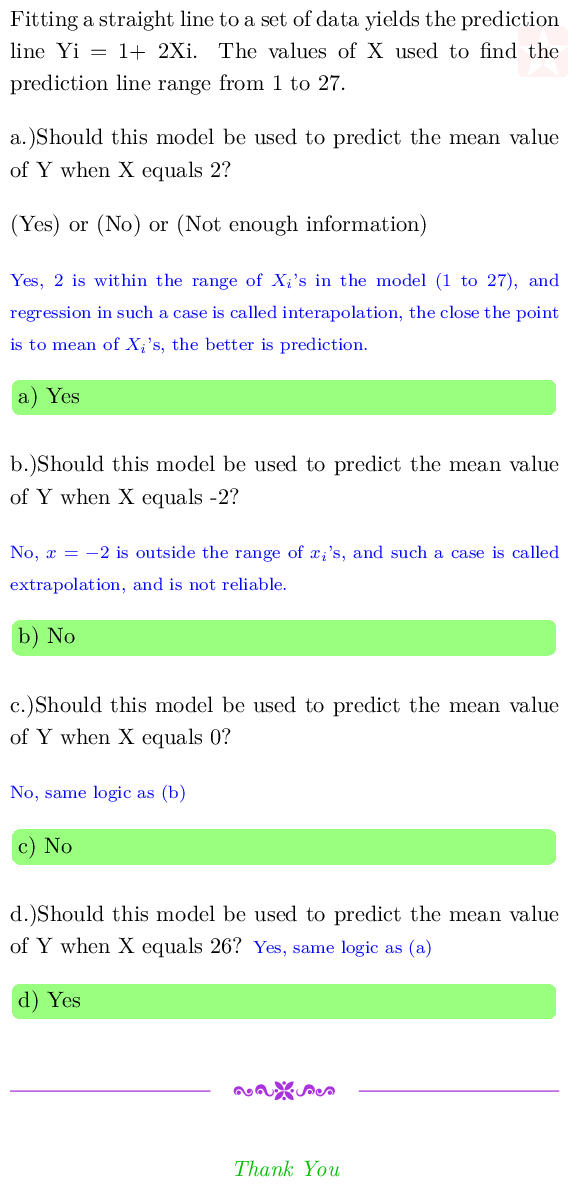 Fitting a straight line to a set of data yields the prediction
line Yi = 1+ 2Xi. The values of X used to find the
prediction line range from 1 to 27.
a.)Should this model be used to predict the mean value
of Y when X equals 2?
(Yes) or (No) or (Not enough information)
Yes, 2 is within the range of Xᵢ's in the model (1 to 27), and
regression in such a case is called interapolation, the close the point
is to mean of Xᵢ's, the better is prediction.
a) Yes
b.)Should this model be used to predict the mean value
of Y when X equals -2?
No, x = −2 is outside the range of xᵢ's, and such a case is called
extrapolation, and is not reliable.
b) No
c.)Should this model be used to predict the mean value
of Y when X equals 0?
No, same logic as (b)
c) No
d.)Should this model be used to predict the mean value
of Y when X equals 26? Yes, same logic as (a)
d) Yes
Thank You